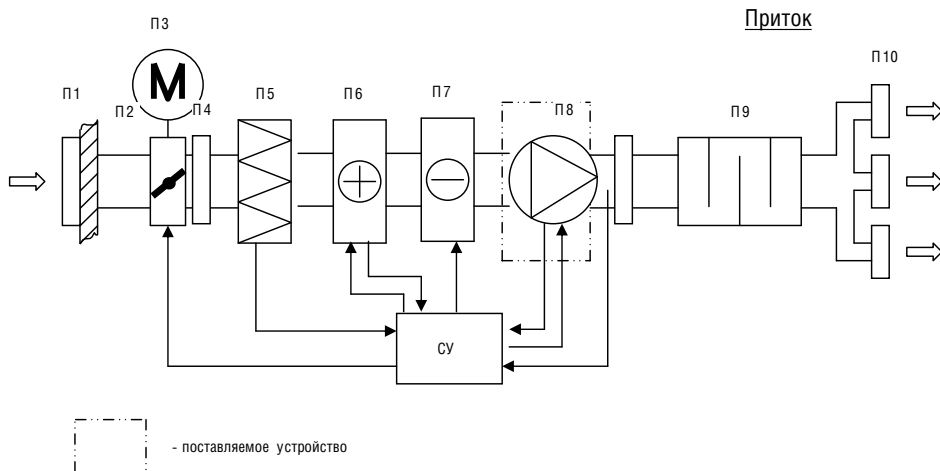 Приток
П3
П10
П1
П2
П4
П5
П6
П7
П8
П9
М
СУ
- поставляемое устройство